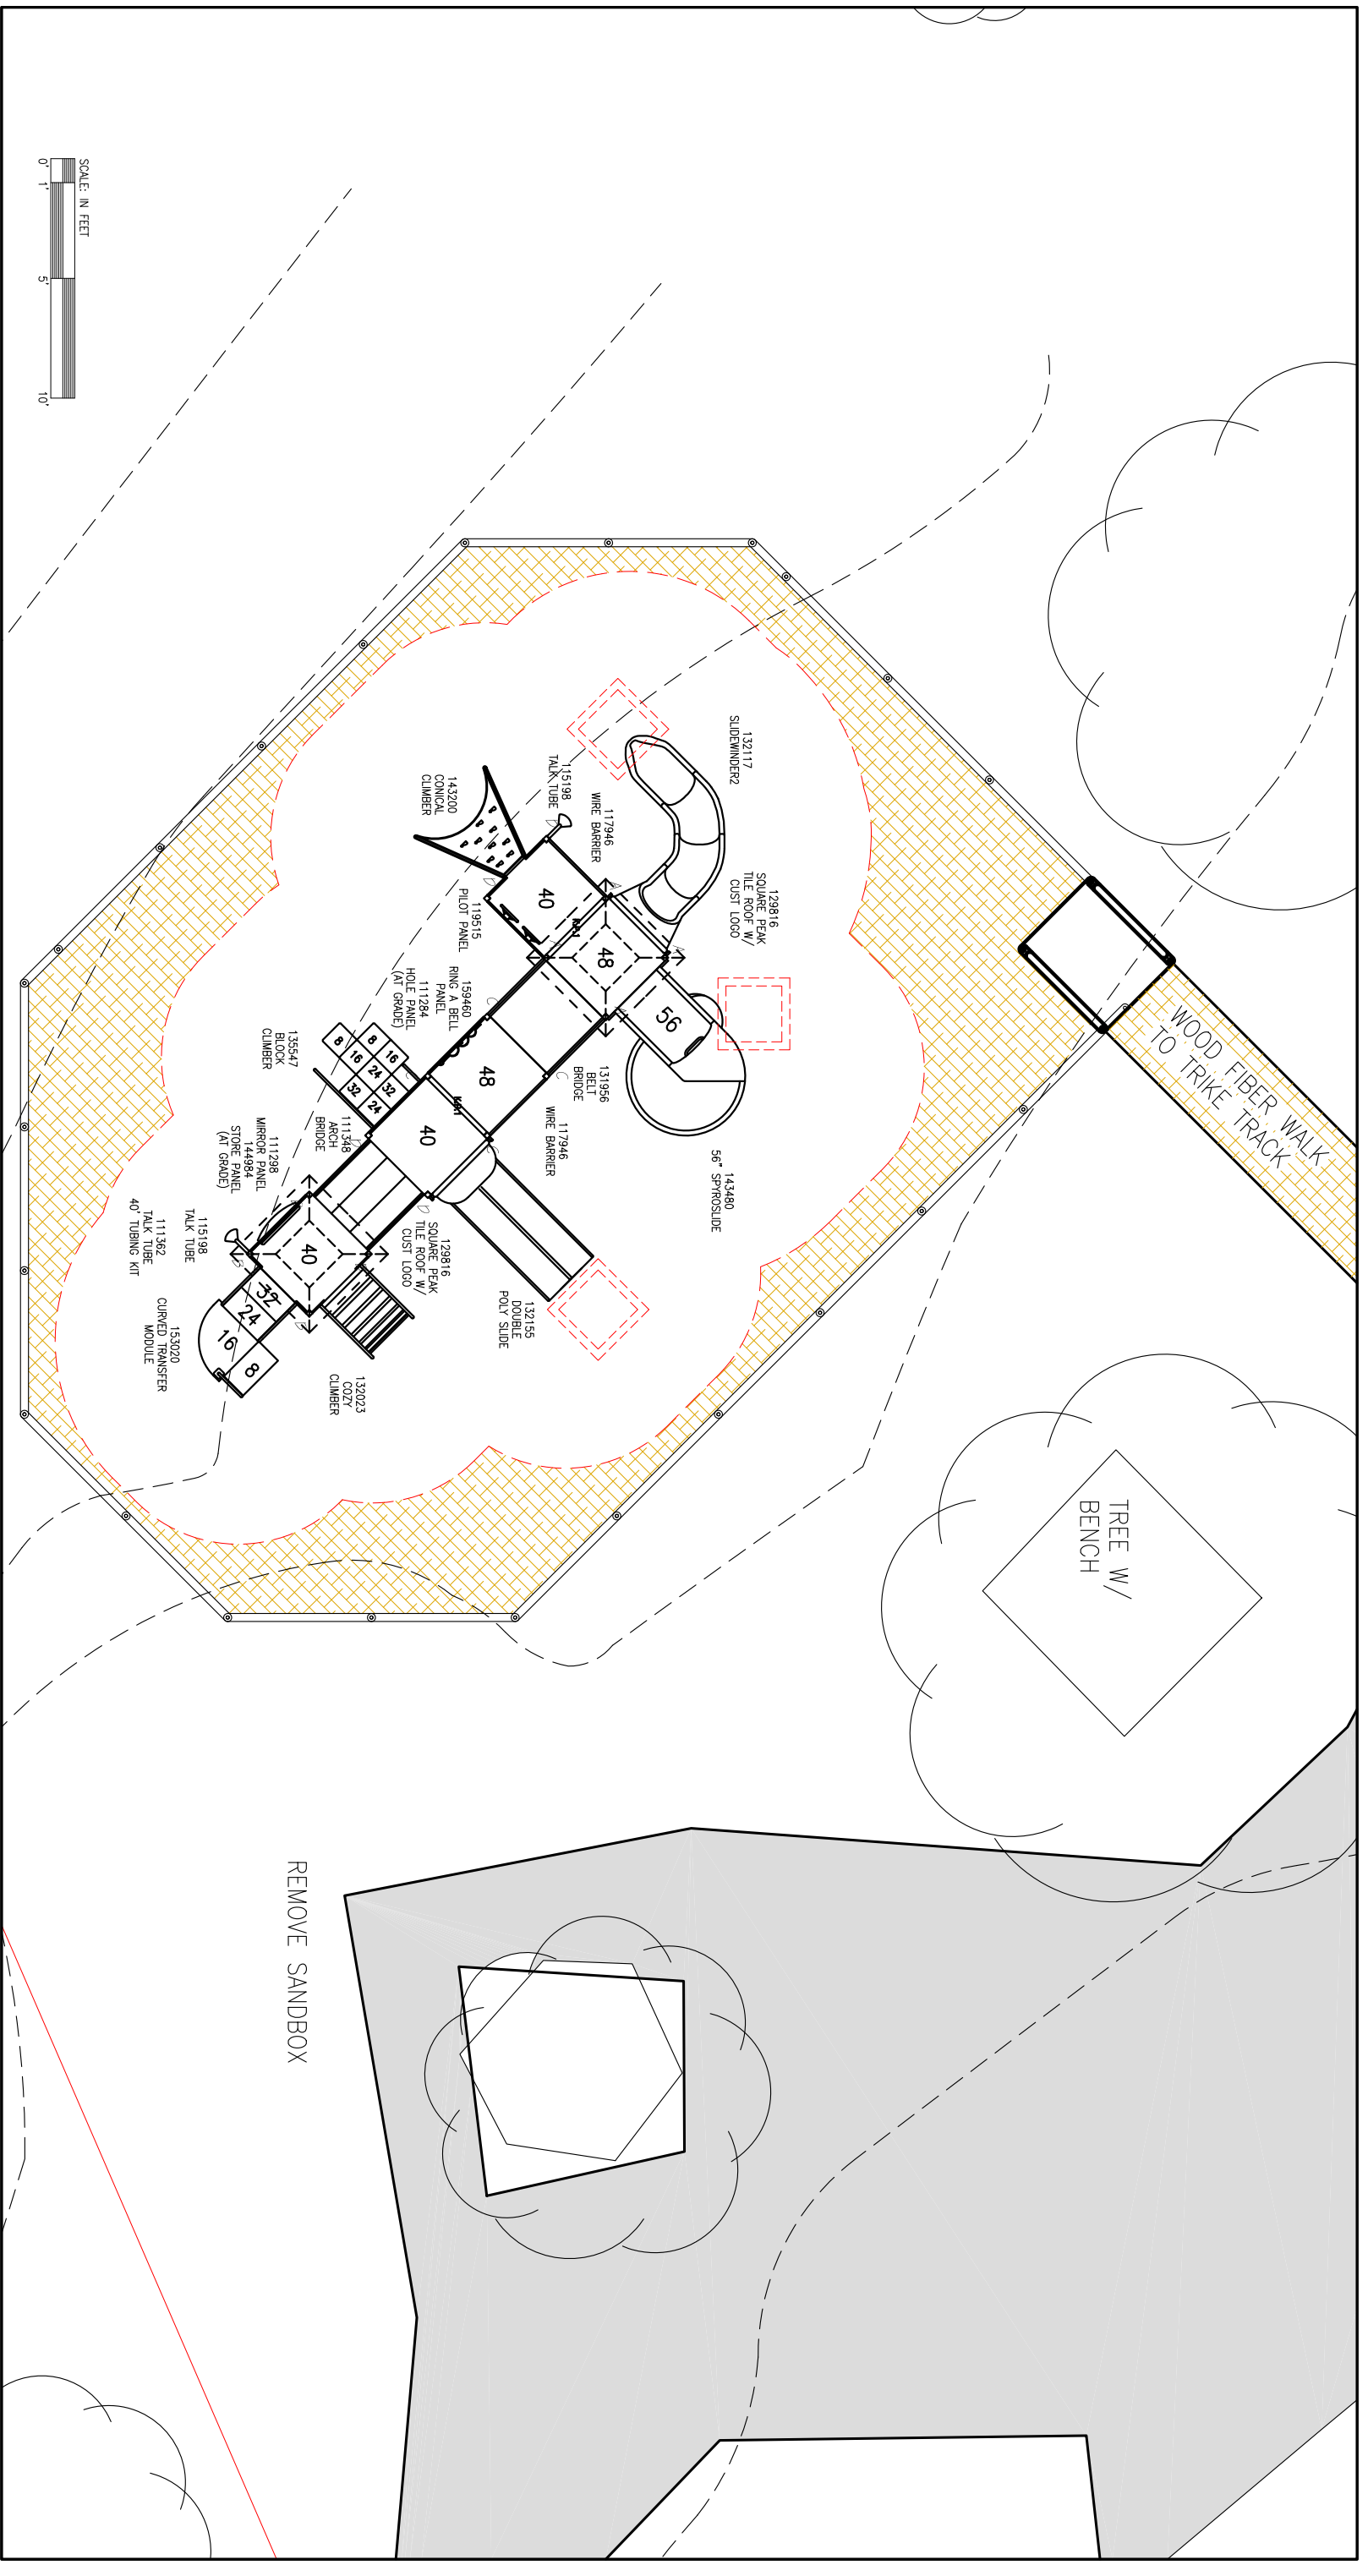 SCALE: IN FEET
0'
1'
5'
10'
WOOD FIBER WALK
TO TRIKE TRACK
TREE W/
BENCH
REMOVE SANDBOX
132117
SLIDEWINDER2
129816
SQUARE PEAK
TILE ROOF W/
CUST LOGO
143480
56" SPYROSLIDE
117946
WIRE BARRIER
131956
BELT
BRIDGE
117946
WIRE BARRIER
115198
TALK TUBE
132155
DOUBLE
POLY SLIDE
143200
CONICAL
CLIMBER
119515
PILOT PANEL
159460
RING A BELL
PANEL
111284
HOLE PANEL
(AT GRADE)
129816
SQUARE PEAK
TILE ROOF W/
CUST LOGO
135547
BLOCK
CLIMBER
111348
ARCH
BRIDGE
132023
COZY
CLIMBER
111298
MIRROR PANEL
144984
STORE PANEL
(AT GRADE)
115198
TALK TUBE
111362
TALK TUBE
40' TUBING KIT
153020
CURVED TRANSFER
MODULE
40
48
56
48
40
40
32
24
16
8
8
16
8
16
24
32
32
24